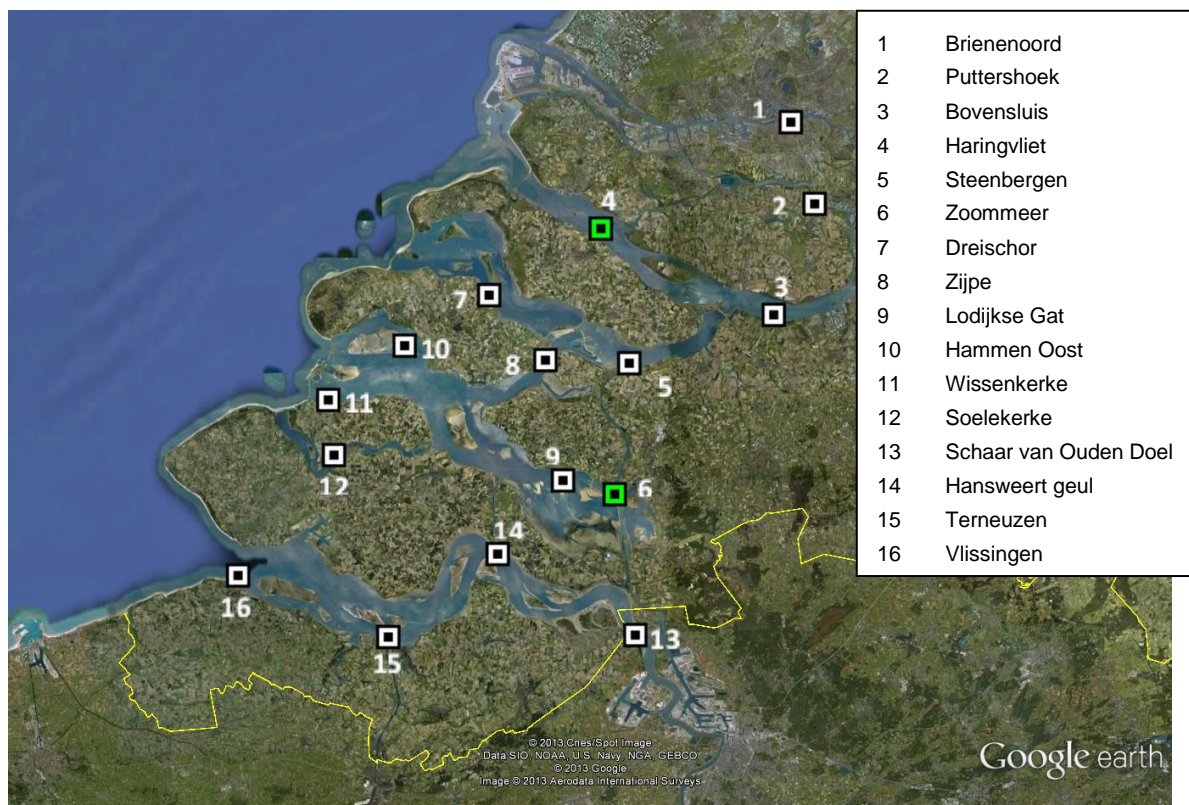 1 Brienenoord
2 Puttershoek
3 Bovensluis
4 Haringvliet
5 Steenbergen
6 Zoommeer
7 Dreischor
8 Zijpe
9 Lodijkse Gat
10 Hammen Oost
11 Wissenkerke
12 Soelekerke
13 Schaar van Ouden Doel
14 Hansweert geul
15 Terneuzen
16 Vlissingen
1
2
4
3
7
10
8
5
11
9
6
12
14
16
15
13
© 2013 Cnes/Spot Image
Data SIO, NOAA, U.S. Navy, NGA, GEBCO
© 2013 Google
Image © 2013 Aerodata International Surveys
Google earth